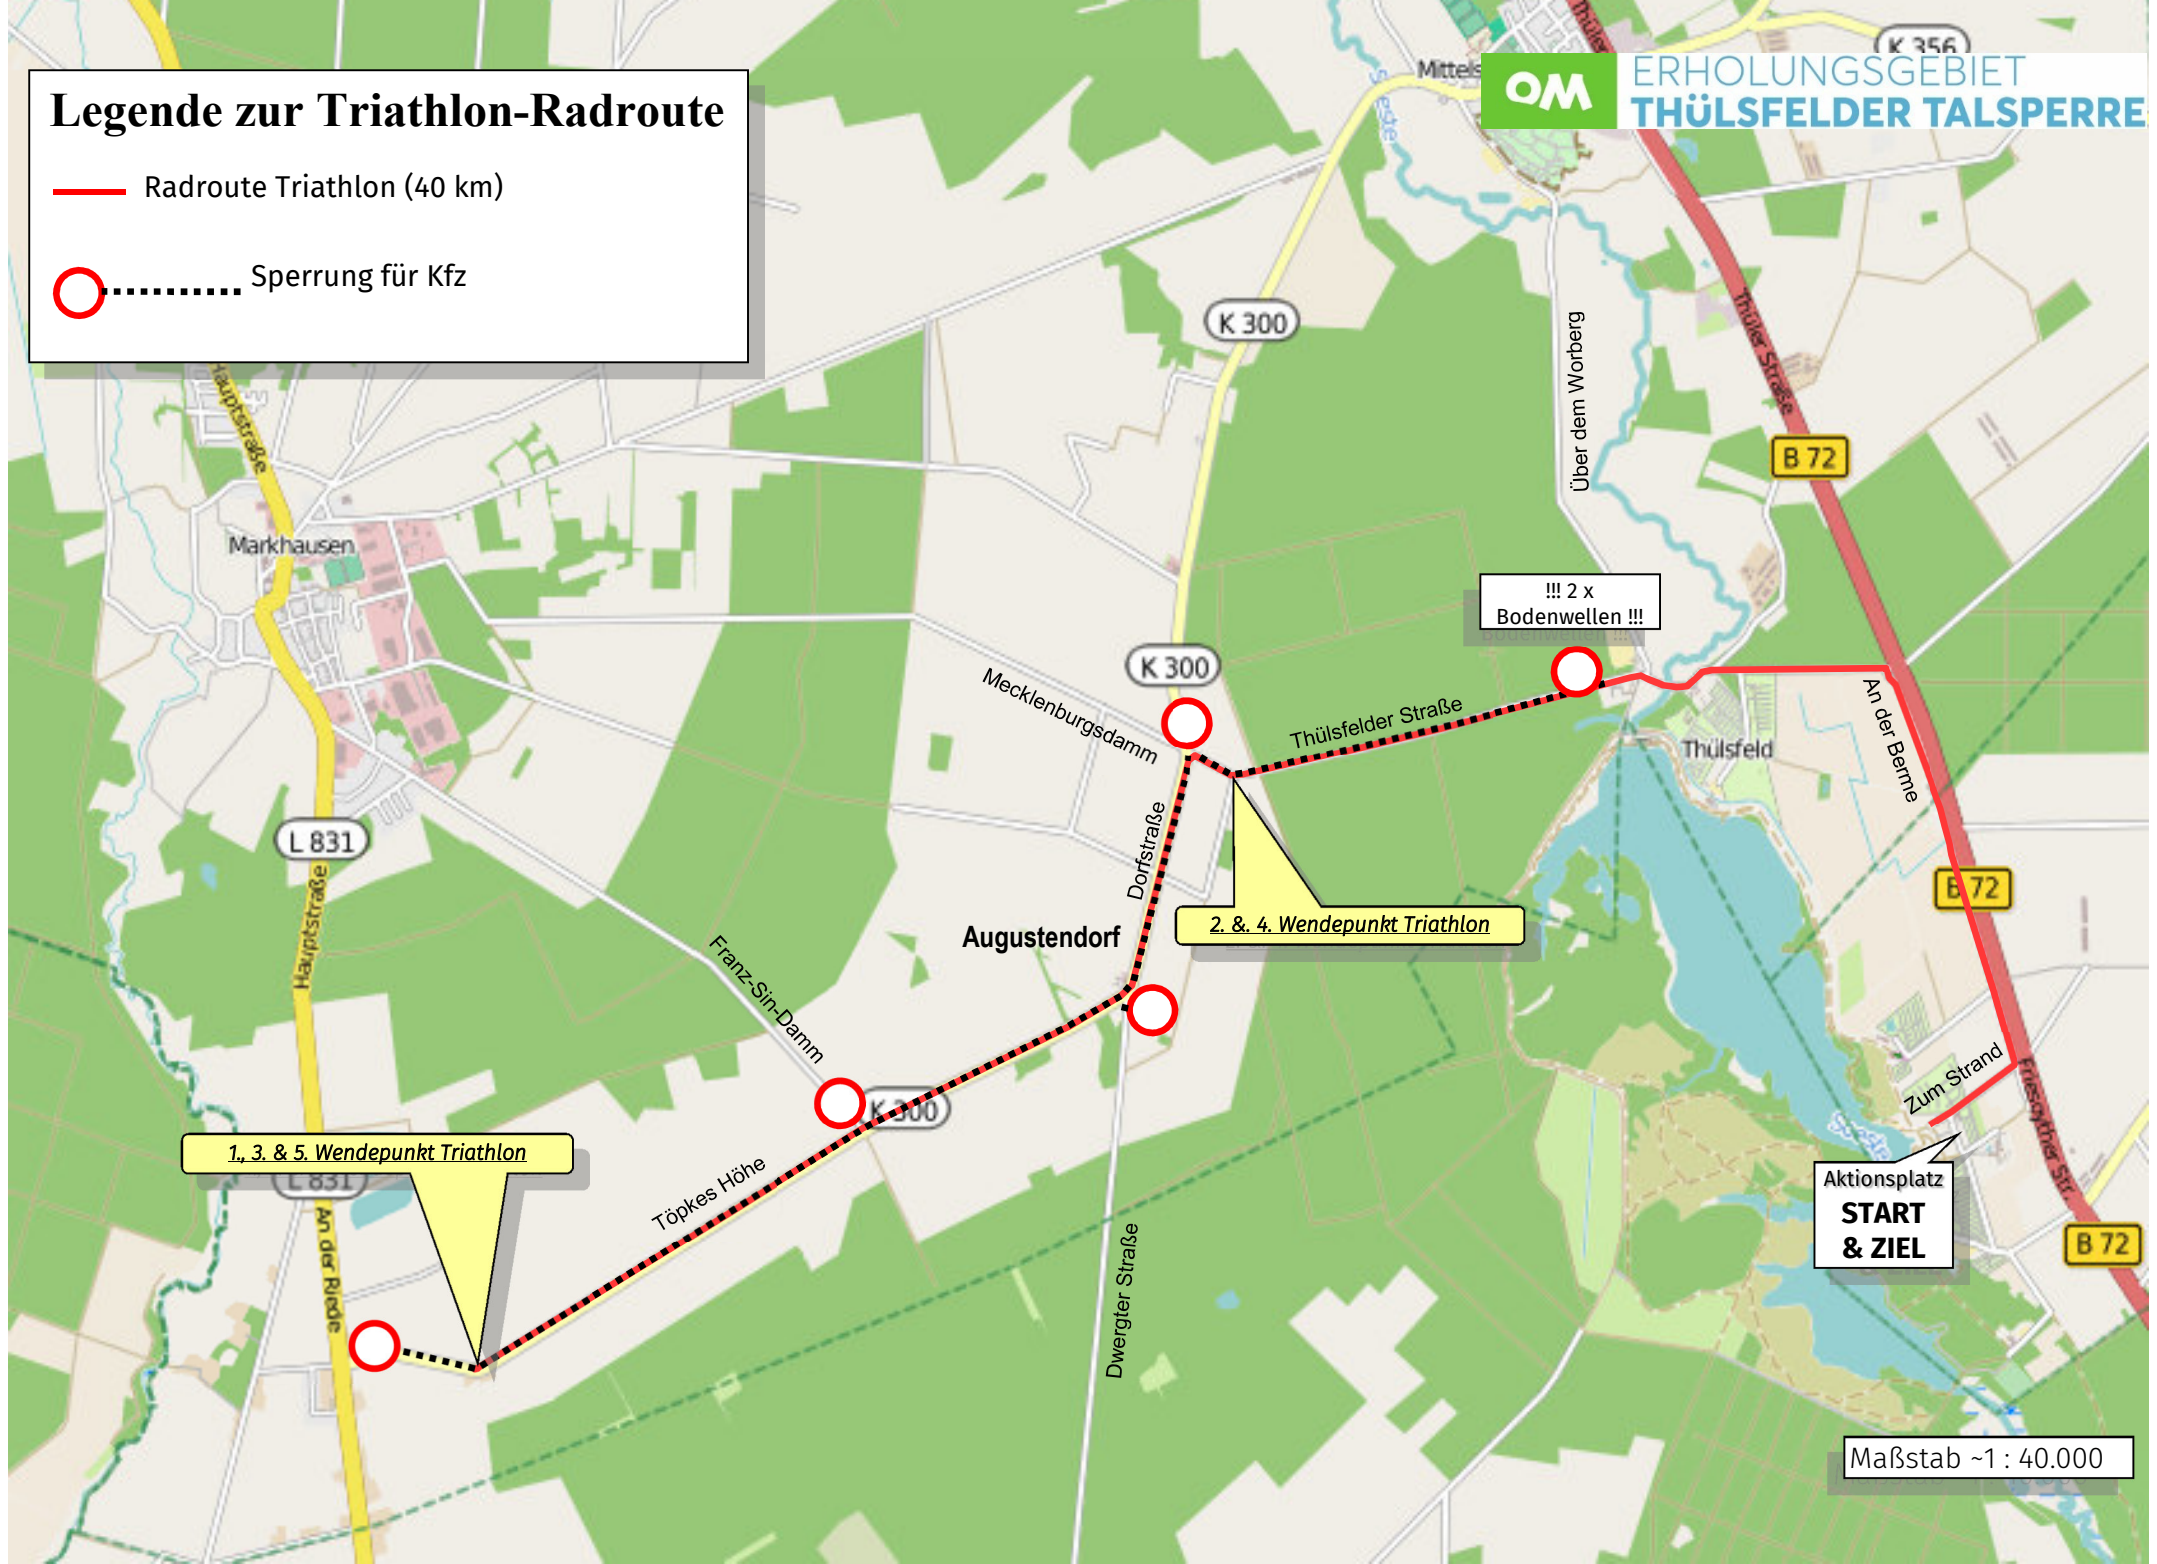 Legende zur Triathlon-Radroute
Radroute Triathlon (40 km)
Sperrung für Kfz
K 356
OM
ERHOLUNGSGEBIET
THÜLSFELDER TALSPERRE
Thüler
Mittels
Soeste
K 300
Über dem Worberg
Thüler Straße
B 72
Hauptstraße
Markhausen
!!! 2 x
Bodenwellen !!!
K 300
Mecklenburgsdamm
Thülsfelder Straße
An der Berme
Thülsfeld
L 831
Dorfstraße
B 72
Hauptstraße
2. &. 4. Wendepunkt Triathlon
Augustendorf
Franz-Sin-Damm
Zum Strand
Friesoyther Str.
K 300
Soeste
1., 3. & 5. Wendepunkt Triathlon
L 831
Töpkes Höhe
Aktionsplatz
START
& ZIEL
B 72
An der Riede
Dwergter Straße
Maßstab ~1 : 40.000